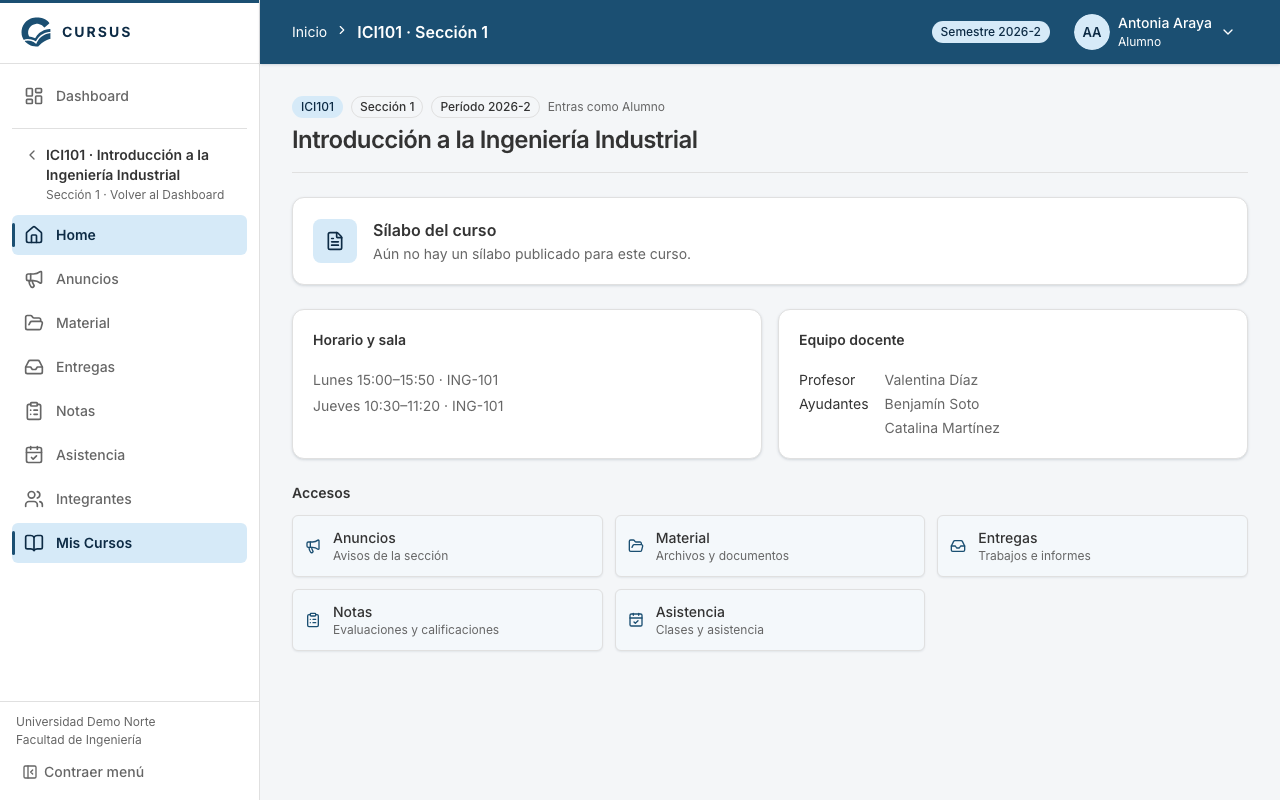 CURSUS
Inicio
ICI101 · Sección 1
Semestre 2026-2
AA
Antonia Araya
Alumno
Dashboard
ICI101 · Introducción a la
Ingeniería Industrial
Sección 1 · Volver al Dashboard
Home
Anuncios
Material
Entregas
Notas
Asistencia
Integrantes
Mis Cursos
Universidad Demo Norte
Facultad de Ingeniería
Contraer menú
ICI101 Sección 1 Período 2026-2 Entras como Alumno
Introducción a la Ingeniería Industrial
Sílabo del curso
Aún no hay un sílabo publicado para este curso.
Horario y sala
Lunes 15:00–15:50 · ING-101
Jueves 10:30–11:20 · ING-101
Equipo docente
Profesor Valentina Díaz
Ayudantes Benjamín Soto
Catalina Martínez
Accesos
Anuncios
Avisos de la sección
Material
Archivos y documentos
Entregas
Trabajos e informes
Notas
Evaluaciones y calificaciones
Asistencia
Clases y asistencia